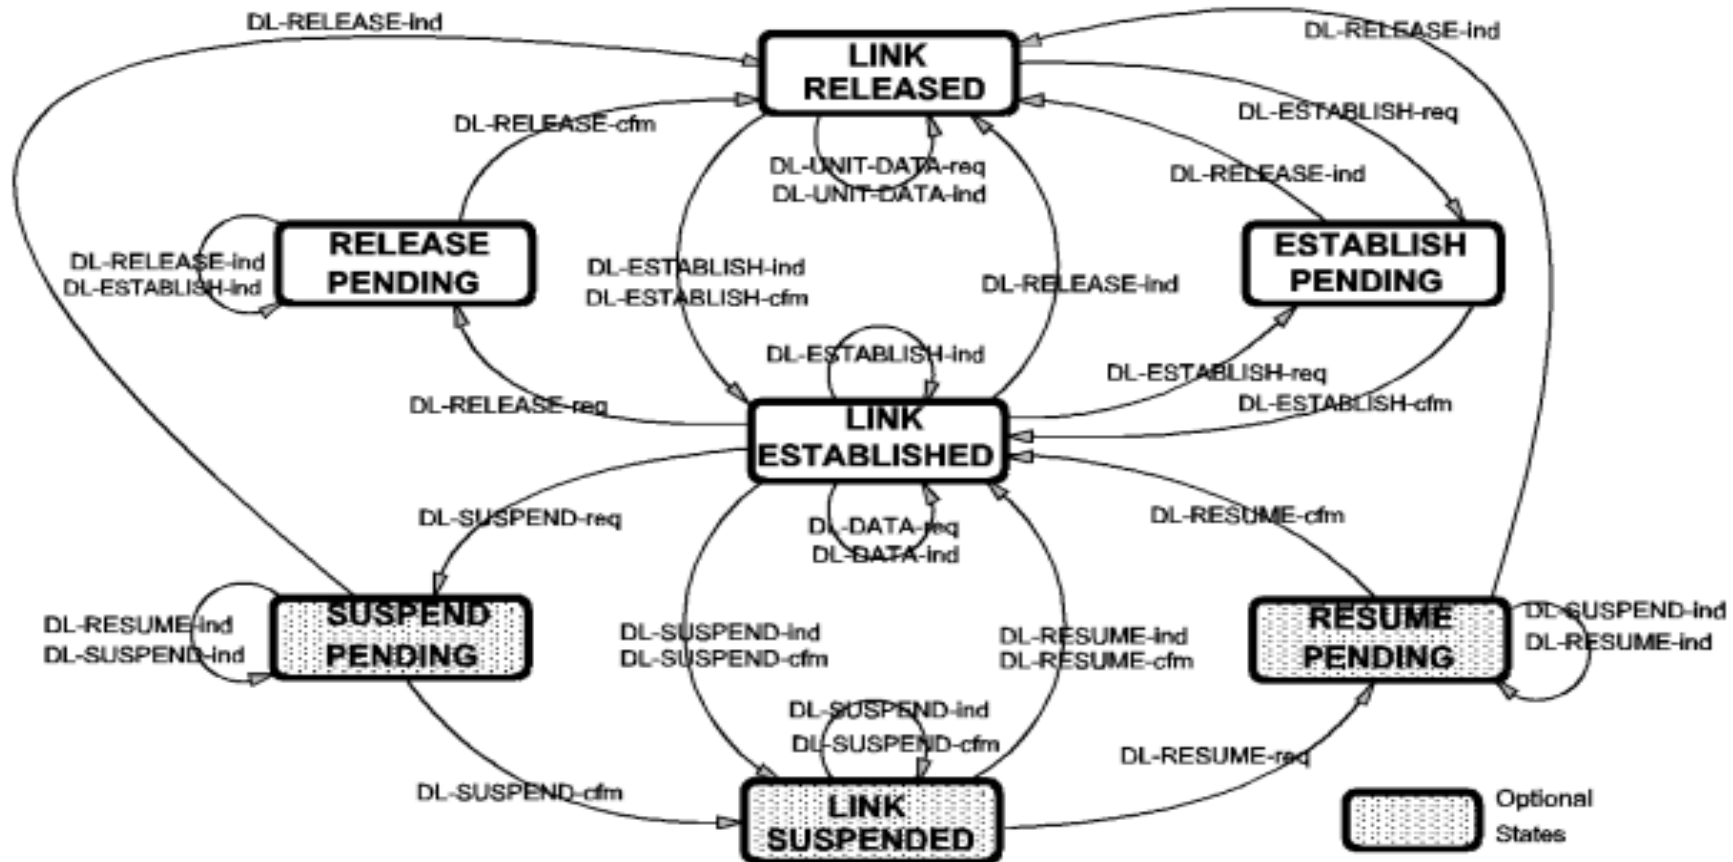 DL-RELEASE-ind
LINK
RELEASED
DL-RELEASE-ind
DL-RELEASE-cfm
DL-ESTABLISH-req
DL-UNIT-DATA-req
DL-UNIT-DATA-ind
DL-RELEASE-ind
RELEASE
PENDING
DL-RELEASE-ind
DL-ESTABLISH-ind
DL-ESTABLISH-ind
DL-ESTABLISH-cfm
DL-RELEASE-ind
ESTABLISH
PENDING
DL-ESTABLISH-ind
DL-ESTABLISH-req
DL-RELEASE-req
DL-ESTABLISH-cfm
LINK
ESTABLISHED
DL-SUSPEND-req
DL-DATA-req
DL-DATA-ind
DL-RESUME-cfm
SUSPEND
PENDING
DL-RESUME-ind
DL-SUSPEND-ind
DL-SUSPEND-ind
DL-SUSPEND-cfm
DL-RESUME-ind
DL-RESUME-cfm
RESUME
PENDING
DL-SUSPEND-ind
DL-RESUME-ind
DL-SUSPEND-ind
DL-SUSPEND-cfm
DL-RESUME-req
DL-SUSPEND-cfm
LINK
SUSPENDED
Optional
States